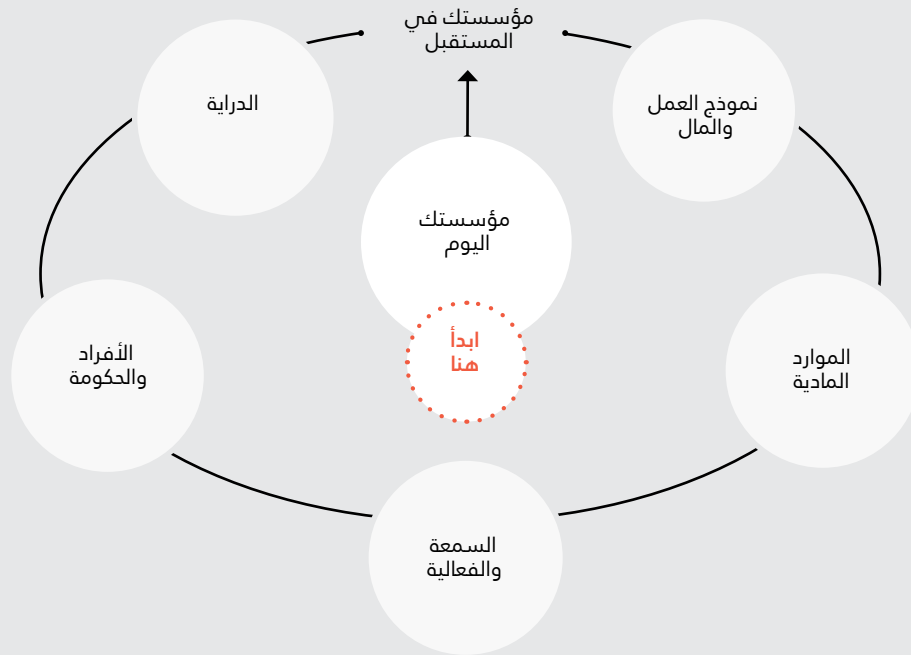 مؤسستك في
المستقبل
نموذج العمل
والمال
الدراية
مؤسستك
اليوم
ابدأ
هنا
الموارد
المادية
الأفراد
والحكومة
السمعة
والفعالية